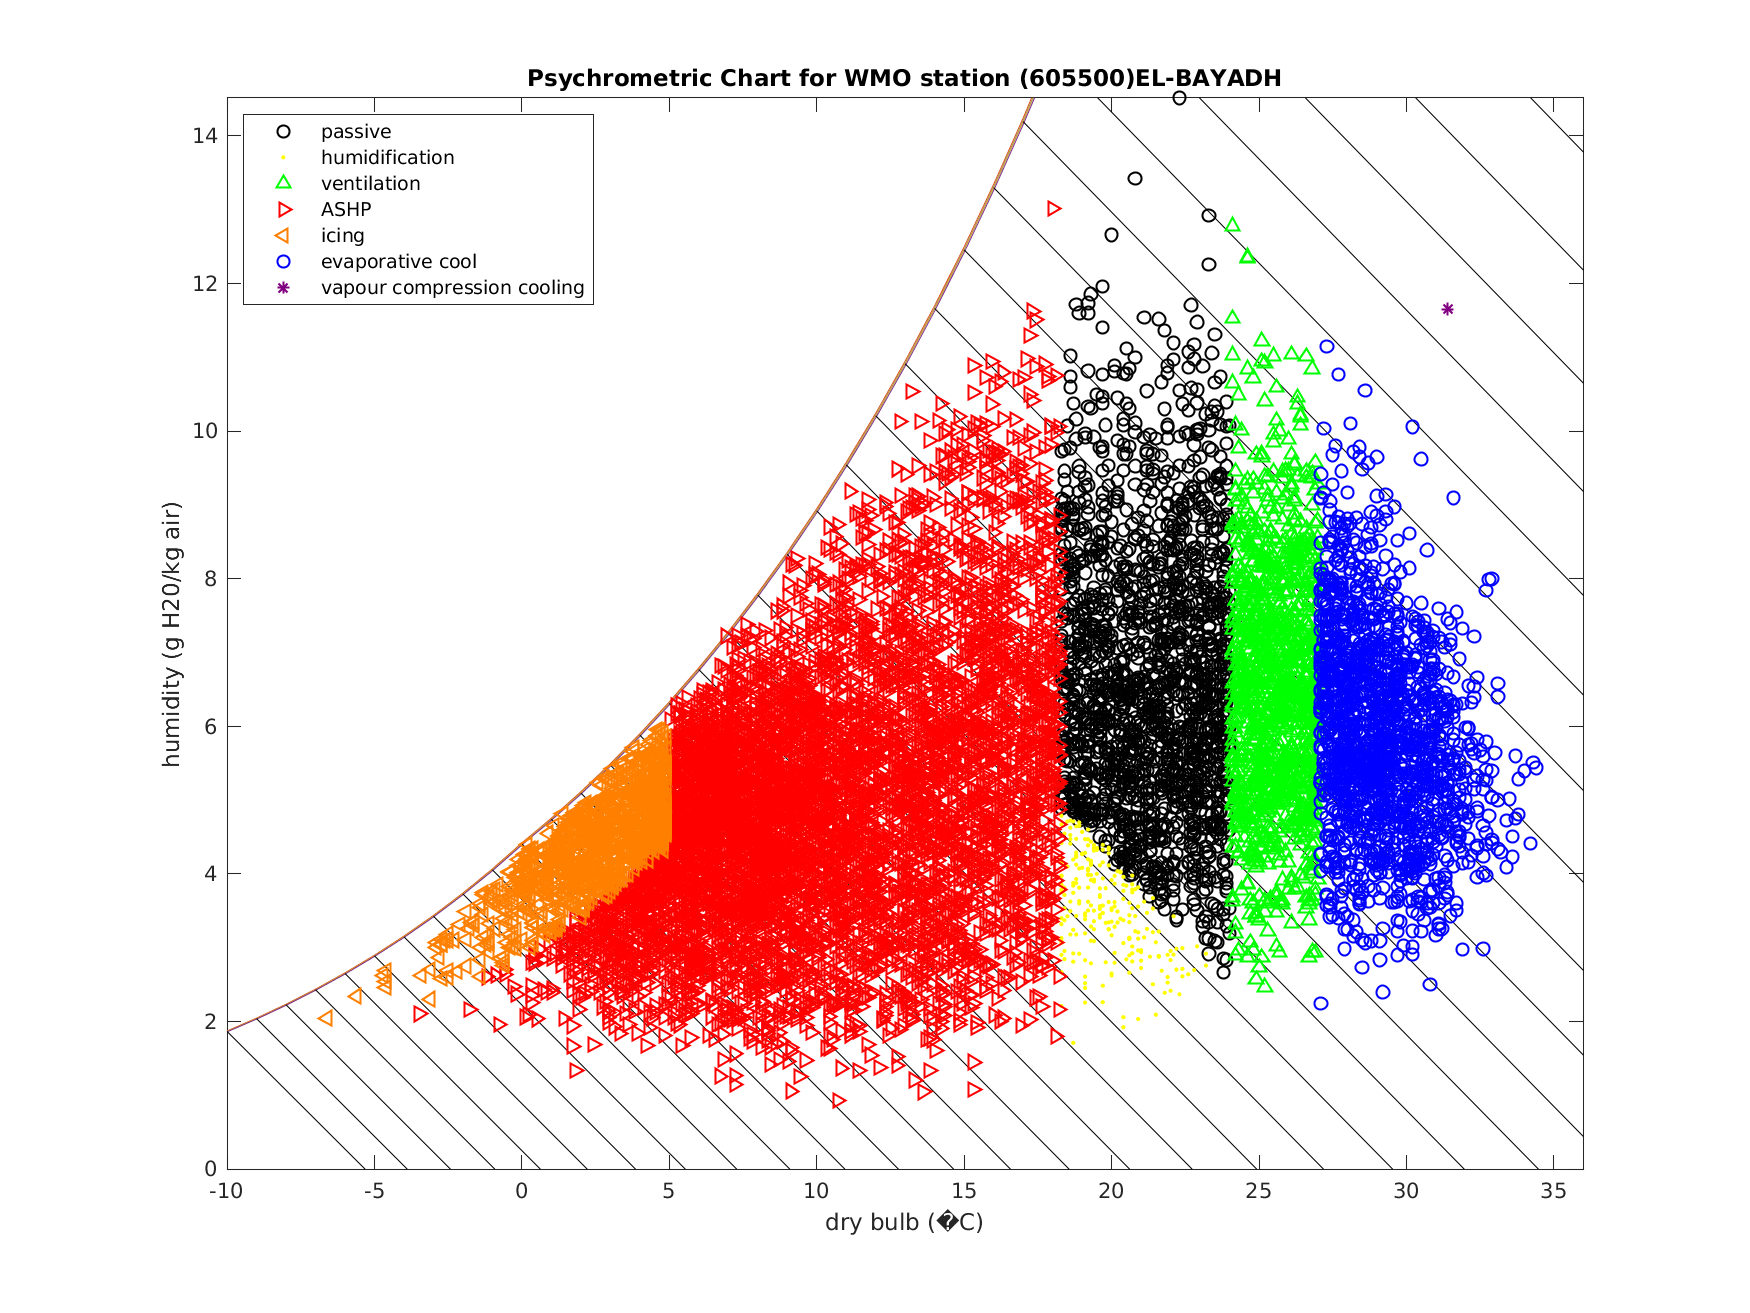 Psychrometric Chart for WMO station (605500)EL-BAYADH
passive
humidification
ventilation
ASHP
icing
evaporative cool
vapour compression cooling
14
12
10
8
6
4
2
0
humidity (g H20/kg air)
-10 -5 0 5 10 15 20 25 30 35
dry bulb (�C)